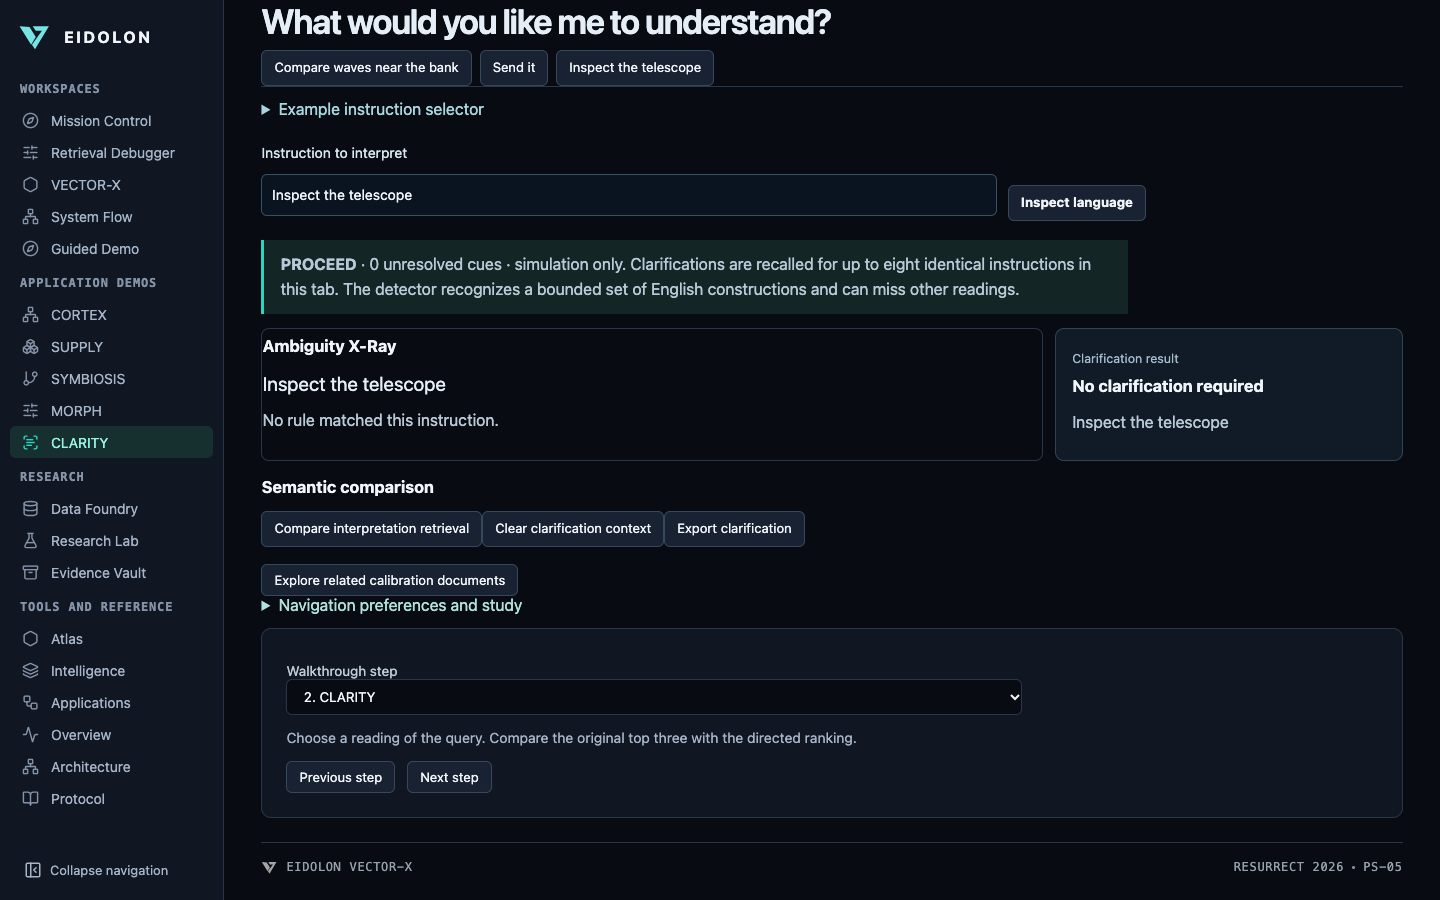 EIDOLON
WORKSPACES
Mission Control
Retrieval Debugger
VECTOR-X
System Flow
Guided Demo
APPLICATION DEMOS
CORTEX
SUPPLY
SYMBIOSIS
MORPH
CLARITY
RESEARCH
Data Foundry
Research Lab
Evidence Vault
TOOLS AND REFERENCE
Atlas
Intelligence
Applications
Overview
Architecture
Protocol
Collapse navigation
What would you like me to understand?
Compare waves near the bank
Send it
Inspect the telescope
Example instruction selector
Instruction to interpret
Inspect the telescope
Inspect language
PROCEED · 0 unresolved cues · simulation only. Clarifications are recalled for up to eight identical instructions in
this tab. The detector recognizes a bounded set of English constructions and can miss other readings.
Ambiguity X-Ray
Inspect the telescope
No rule matched this instruction.
Clarification result
No clarification required
Inspect the telescope
Semantic comparison
Compare interpretation retrieval
Clear clarification context
Export clarification
Explore related calibration documents
Navigation preferences and study
Walkthrough step
2. CLARITY
Choose a reading of the query. Compare the original top three with the directed ranking.
Previous step
Next step
EIDOLON VECTOR-X
RESURRECT 2026 · PS-05